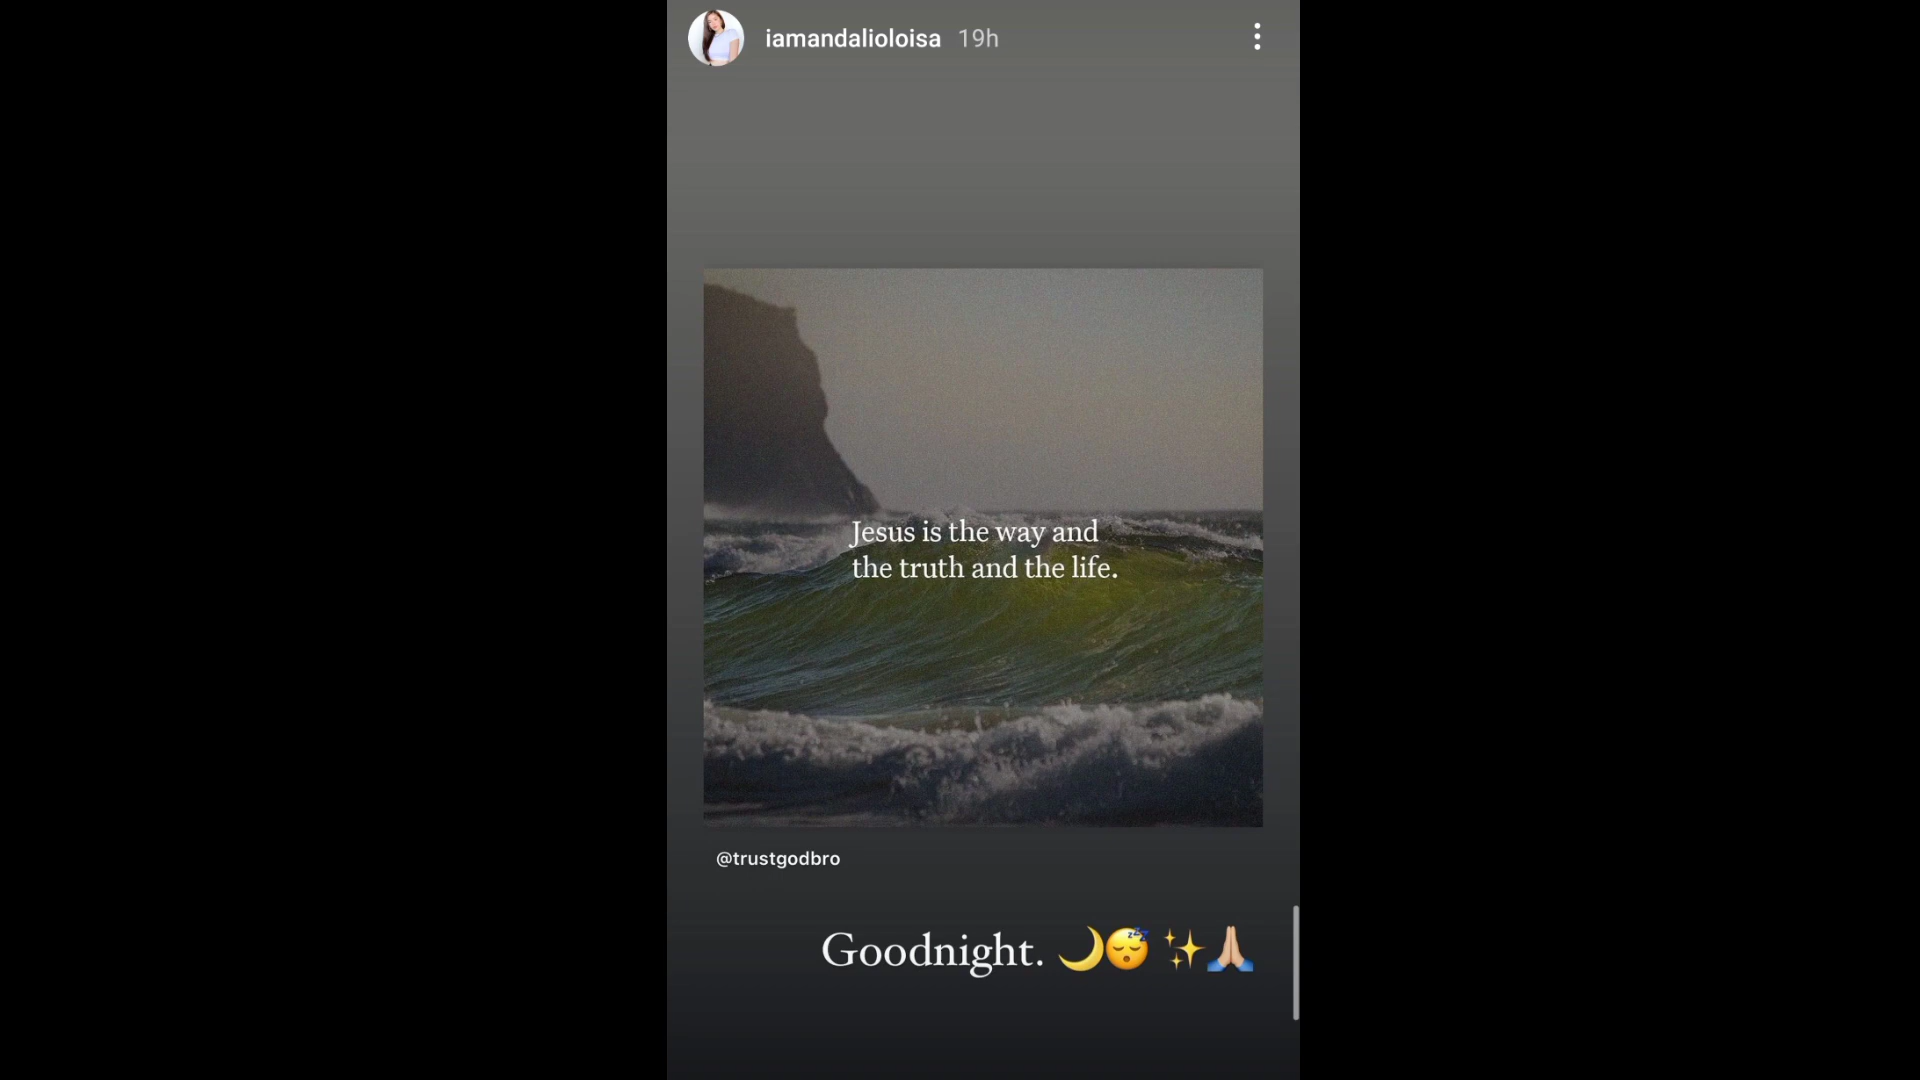 iamandalioloisa 19h
Jesus is the way and
the truth and the life.
@trustgodbro
Goodnight. 🌙😴 ✨🙏🏼